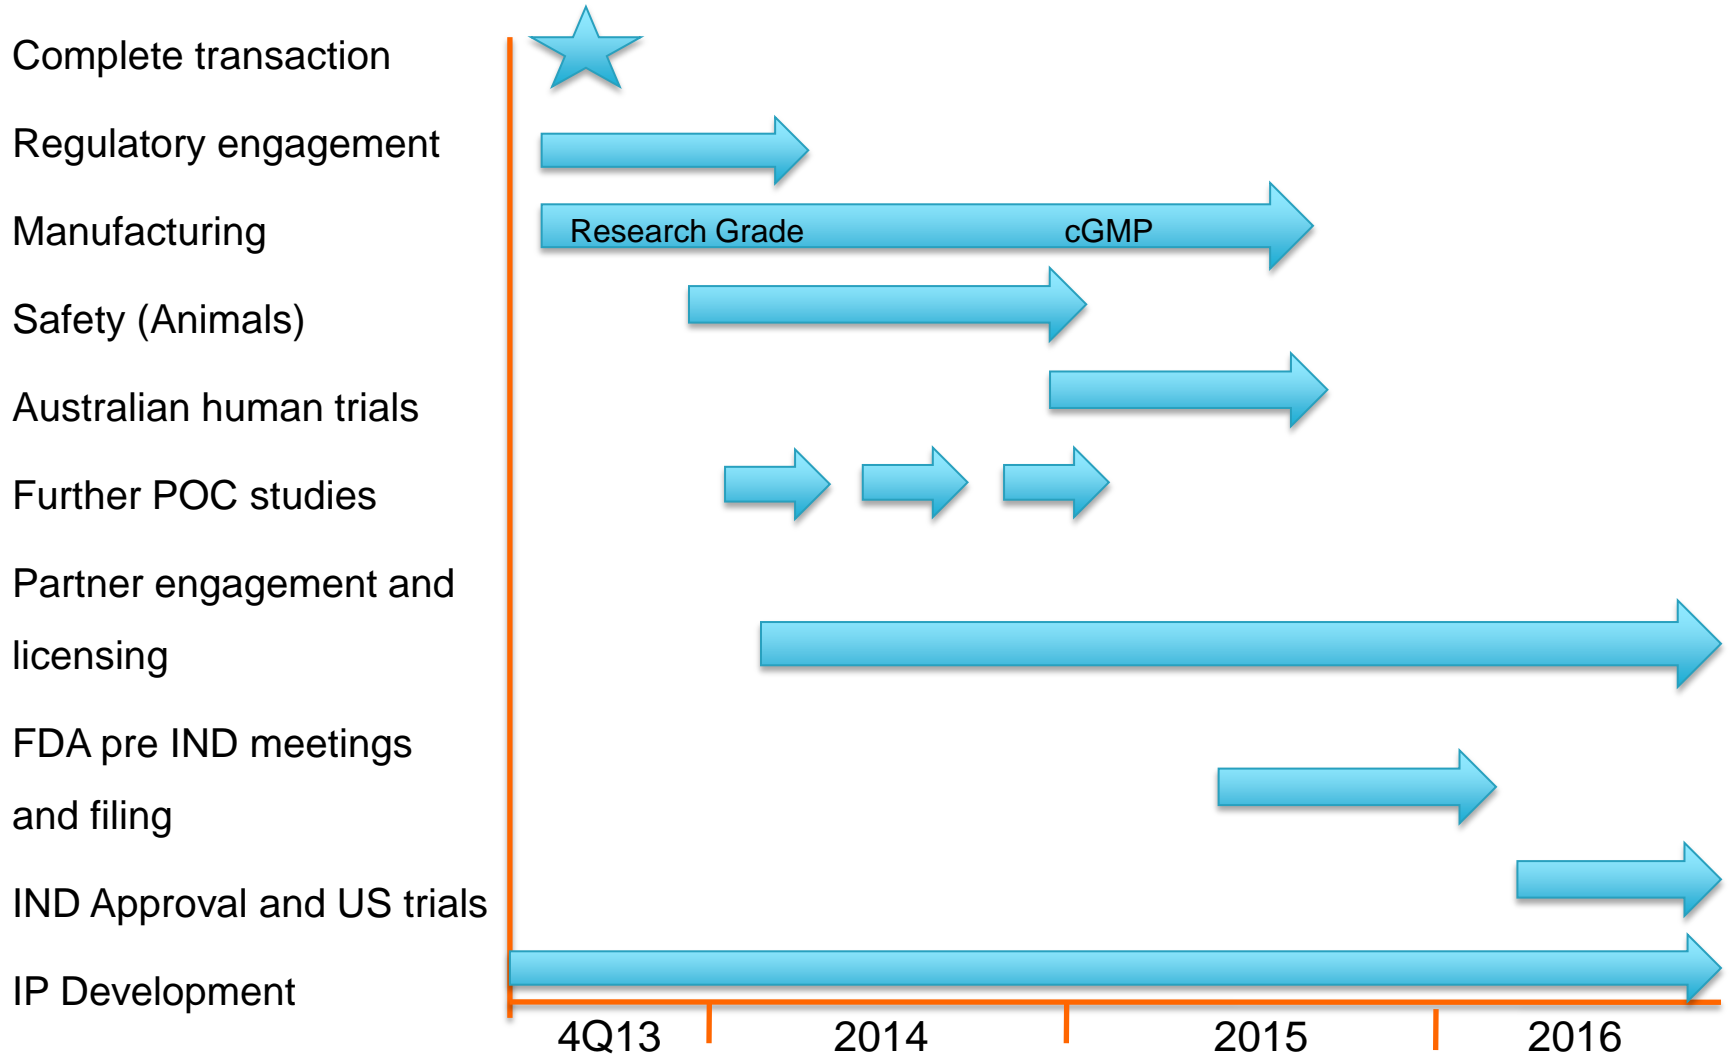 Complete transaction
Regulatory engagement
Manufacturing
Research Grade
cGMP
Safety (Animals)
Australian human trials
Further POC studies
Partner engagement and
licensing
FDA pre IND meetings
and filing
IND Approval and US trials
IP Development
4Q13
2014
2015
2016